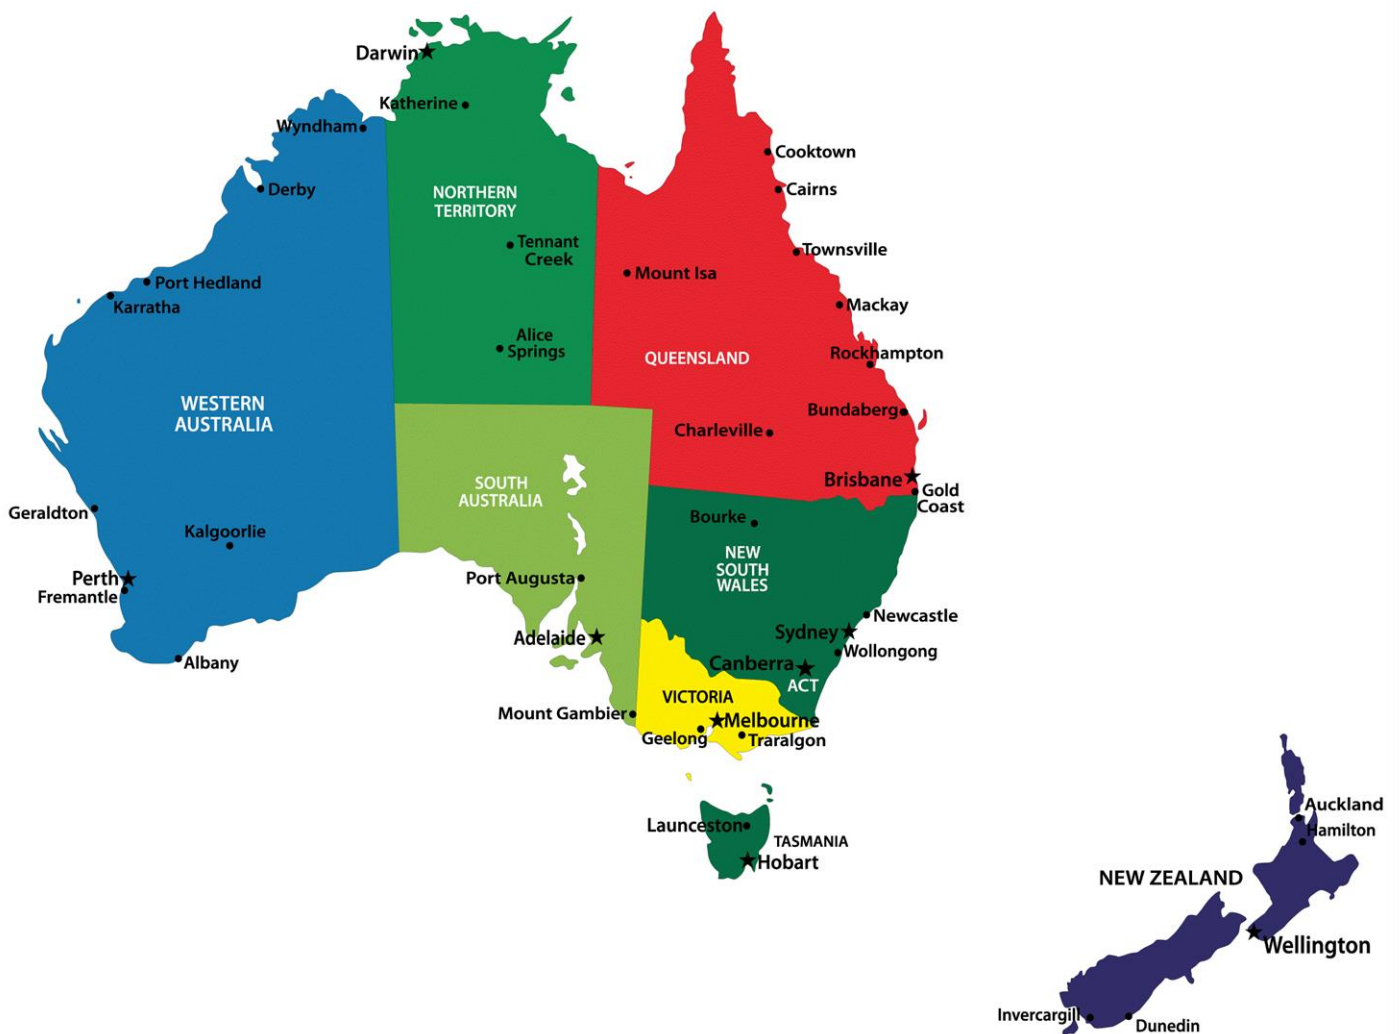 Darwin
Katherine
Wyndham
Cooktown
Derby
Cairns
NORTHERN
TERRITORY
Tennant
Creek
Townsville
Mount Isa
Port Hedland
Karratha
Mackay
Alice
Springs
Rockhampton
QUEENSLAND
WESTERN
AUSTRALIA
Bundaberg
Charleville
Brisbane
SOUTH
AUSTRALIA
Gold
Coast
Geraldton
Bourke
Kalgoorlie
NEW
SOUTH
WALES
Perth
Port Augusta
Fremantle
Newcastle
Adelaide
Sydney
Wollongong
Albany
Canberra
ACT
VICTORIA
Mount Gambier
Melbourne
Geelong
Traralgon
Auckland
Launceston
Hamilton
TASMANIA
Hobart
NEW ZEALAND
Wellington
Invercargill
Dunedin